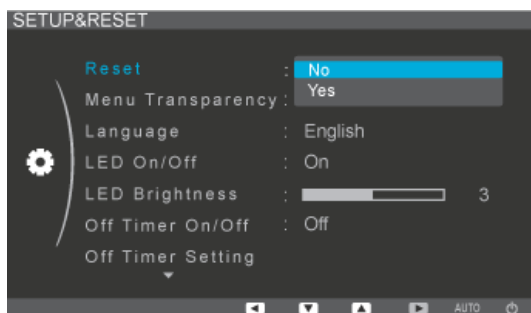 SETUP&RESET
Reset : No
Yes
Menu Transparency :
Language : English
LED On/Off : On
LED Brightness : 3
Off Timer On/Off : Off
Off Timer Setting
AUTO